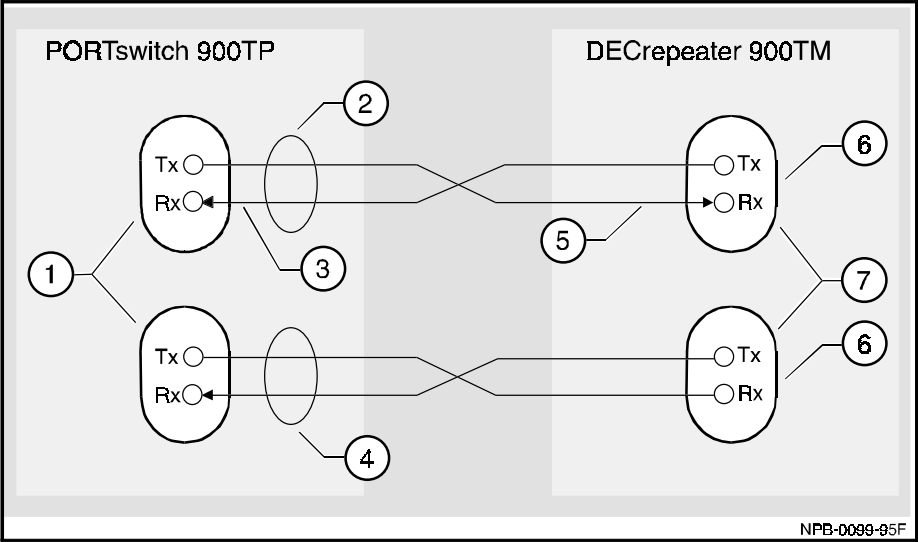 PORTswitch 900TP
DECrepeater 900TM
2
6
Tx
Tx
Rx
Rx
5
3
1
7
6
Tx
Tx
Rx
Rx
4
NPB-0099-95F